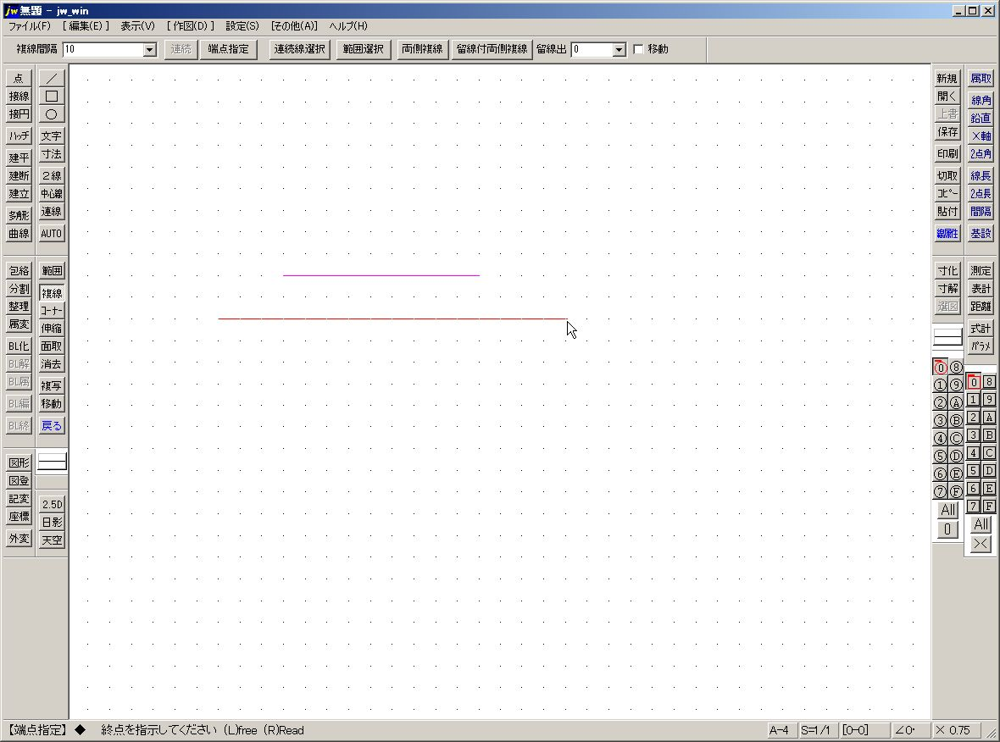 jw 無題 - jw_win
ファイル(F) [編集(E)] 表示(V) [作図(D)] 設定(S) [その他(A)] ヘルプ(H)
複線間隔 10 連続 端点指定 連続線選択 範囲選択 両側複線 留線付両側複線 留線出 0 移動
点 ／
接線 □
接円 ○
ハッチ 文字
建平 寸法
建断 2線
建立 中心線
多角形 連線
曲線 AUTO
包絡 範囲
分割 複線
整理 コーナー
属変 伸縮
BL化 面取
BL解 消去
BL属 複写
BL編 移動
BL終 戻る
図形
図登
記変 2.5D
座標 日影
外変 天空
新規 属取
開く 線角
上書 鉛直
保存 X軸
印刷 2点角
切取 線長
コピー 2点長
貼付 間隔
線属性 基設
寸化 測定
寸解 表計
選図 距離
式計
パラメ
0 8
1 9
2 A
3 B
4 C
5 D
6 E
7 F
All
0
0 8
1 9
2 A
3 B
4 C
5 D
6 E
7 F
All
×
【端点指定】◆ 終点を指示してください (L)free (R)Read A-4 S=1/1 [0-0] ∠0° × 0.75